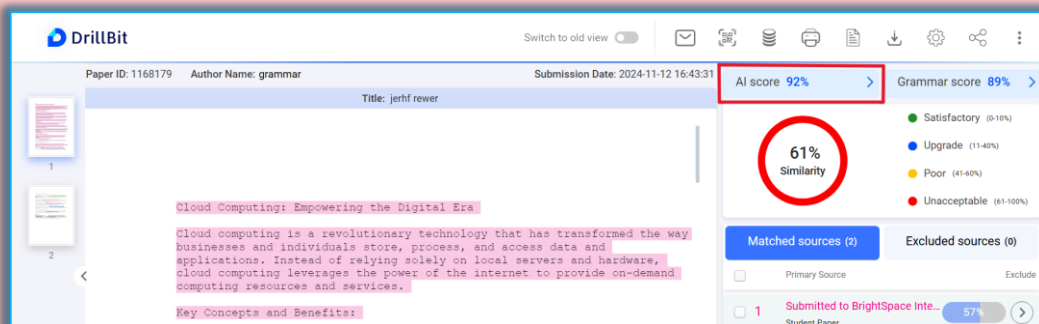 DrillBit
Switch to old view
Paper ID: 1168179 Author Name: grammar Submission Date: 2024-11-12 16:43:31
AI score 92% > Grammar score 89% >
Title: jerhf rewer
61%
Similarity
Satisfactory (0-10%)
Upgrade (11-40%)
Poor (41-60%)
Unacceptable (61-100%)
1
2
Cloud Computing: Empowering the Digital Era
Cloud computing is a revolutionary technology that has transformed the way
businesses and individuals store, process, and access data and
applications. Instead of relying solely on local servers and hardware,
cloud computing leverages the power of the internet to provide on-demand
computing resources and services.
Key Concepts and Benefits:
Matched sources (2) Excluded sources (0)
Primary Source Exclude
1 Submitted to BrightSpace Inte... 57%
Student Paper